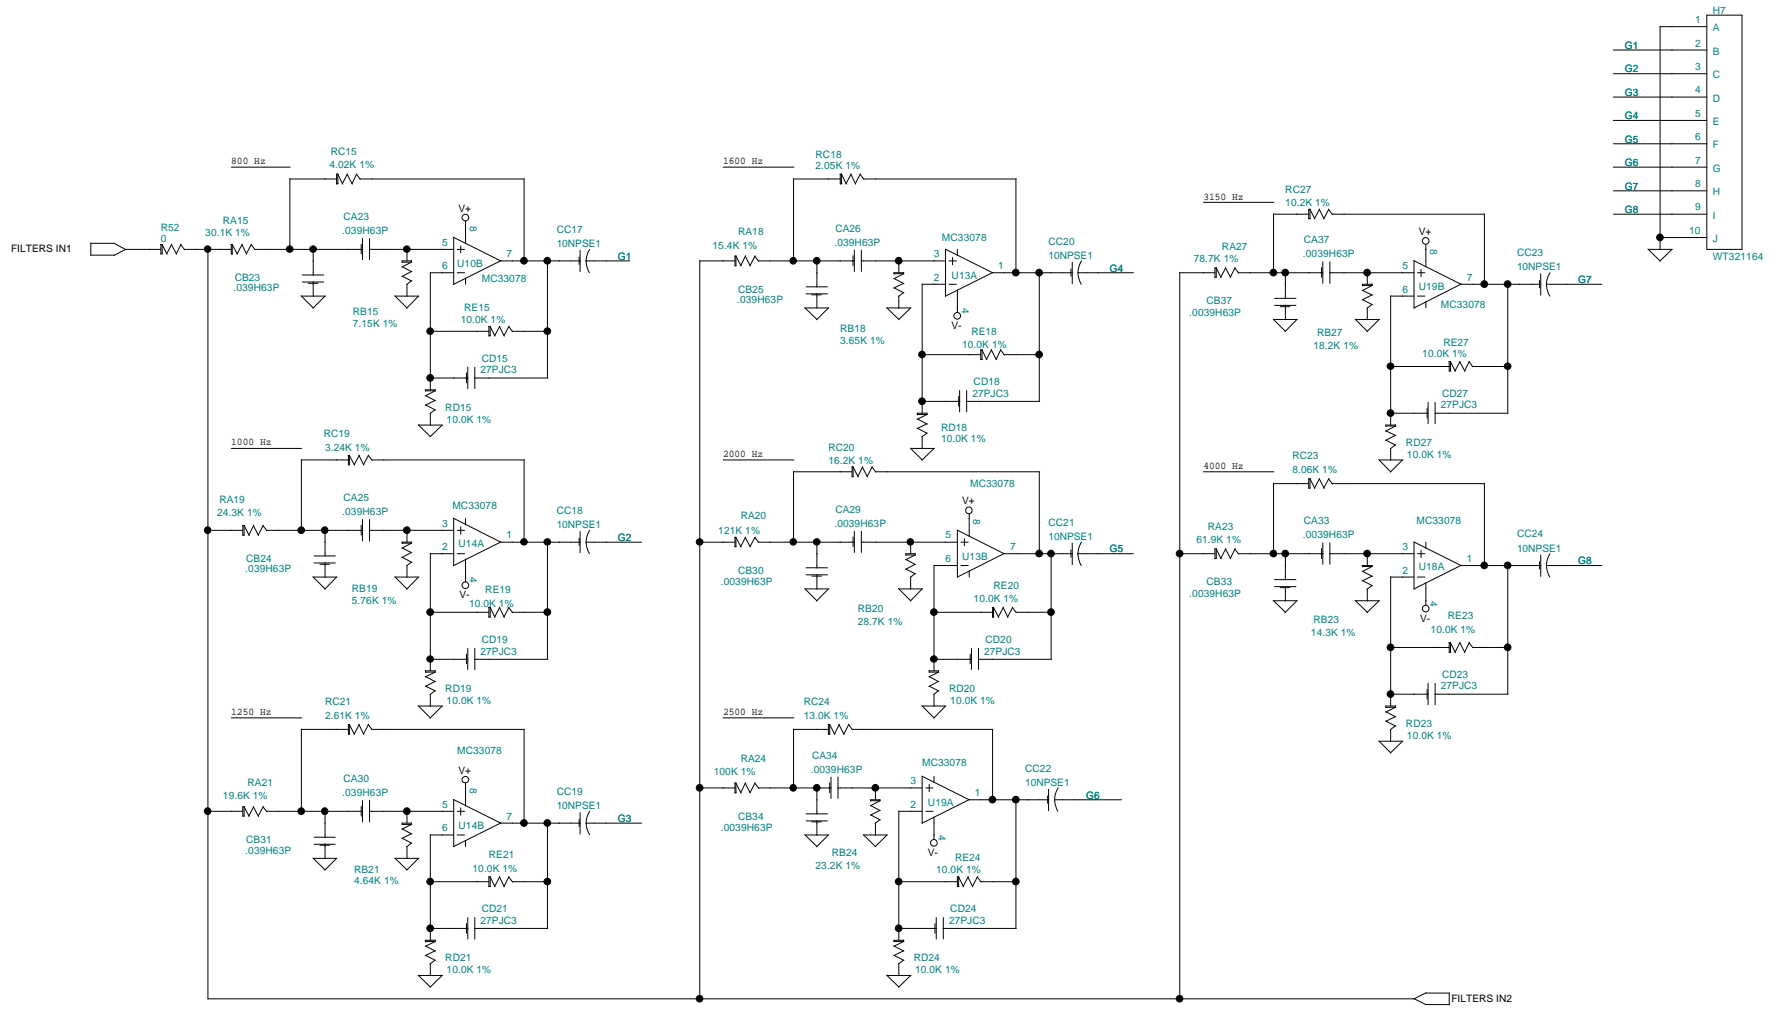 FILTERS IN1
R52
0
800 Hz
RC15
4.02K 1%
RA15
30.1K 1%
CA23
.039H63P
CB23
.039H63P
RB15
7.15K 1%
V+
8
5
6
7
U10B
MC33078
CC17
10NPSE1
G1
RE15
10.0K 1%
CD15
27PJC3
RD15
10.0K 1%
1000 Hz
RC19
3.24K 1%
RA19
24.3K 1%
CA25
.039H63P
CB24
.039H63P
RB19
5.76K 1%
MC33078
3
2
1
U14A
4
V-
CC18
10NPSE1
G2
RE19
10.0K 1%
CD19
27PJC3
RD19
10.0K 1%
1250 Hz
RC21
2.61K 1%
RA21
19.6K 1%
CA30
.039H63P
CB31
.039H63P
RB21
4.64K 1%
MC33078
V+
8
5
6
7
U14B
CC19
10NPSE1
G3
RE21
10.0K 1%
CD21
27PJC3
RD21
10.0K 1%
1600 Hz
RC18
2.05K 1%
RA18
15.4K 1%
CA26
.039H63P
CB25
.039H63P
RB18
3.65K 1%
MC33078
3
2
1
U13A
4
V-
CC20
10NPSE1
G4
RE18
10.0K 1%
CD18
27PJC3
RD18
10.0K 1%
2000 Hz
RC20
16.2K 1%
RA20
121K 1%
CA29
.0039H63P
CB30
.0039H63P
RB20
28.7K 1%
MC33078
V+
8
5
6
7
U13B
CC21
10NPSE1
G5
RE20
10.0K 1%
CD20
27PJC3
RD20
10.0K 1%
2500 Hz
RC24
13.0K 1%
RA24
100K 1%
CA34
.0039H63P
CB34
.0039H63P
RB24
23.2K 1%
MC33078
3
2
1
U19A
4
V-
CC22
10NPSE1
G6
RE24
10.0K 1%
CD24
27PJC3
RD24
10.0K 1%
3150 Hz
RC27
10.2K 1%
RA27
78.7K 1%
CA37
.0039H63P
CB37
.0039H63P
RB27
18.2K 1%
V+
8
5
6
7
U19B
MC33078
CC23
10NPSE1
G7
RE27
10.0K 1%
CD27
27PJC3
RD27
10.0K 1%
4000 Hz
RC23
8.06K 1%
RA23
61.9K 1%
CA33
.0039H63P
CB33
.0039H63P
RB23
14.3K 1%
MC33078
3
2
1
U18A
4
V-
CC24
10NPSE1
G8
RE23
10.0K 1%
CD23
27PJC3
RD23
10.0K 1%
H7
1 A
G1 2 B
G2 3 C
G3 4 D
G4 5 E
G5 6 F
G6 7 G
G7 8 H
G8 9 I
10 J
WT321164
FILTERS IN2